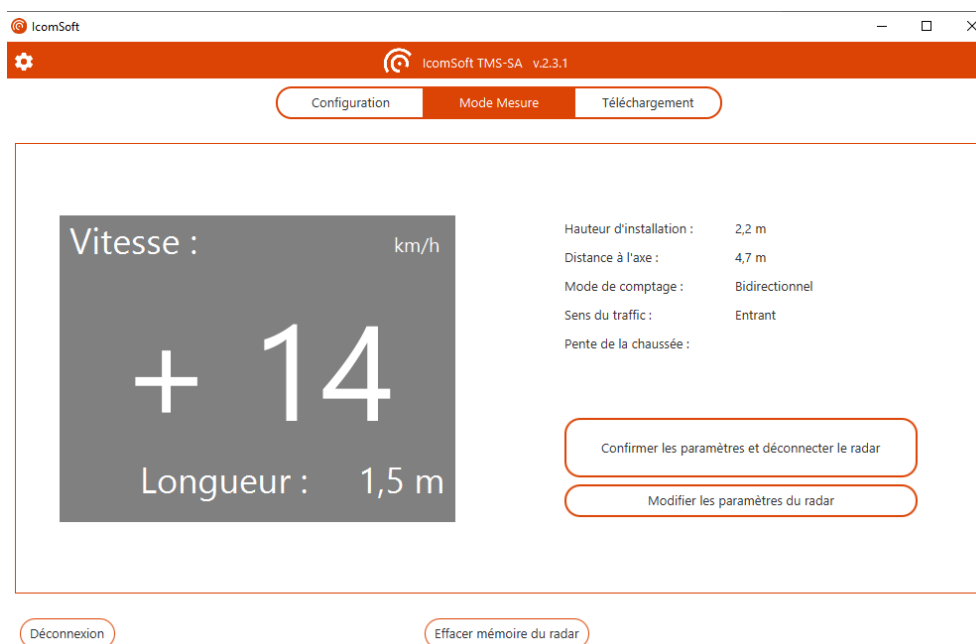 IcomSoft
IcomSoft TMS-SA v.2.3.1
Configuration Mode Mesure Téléchargement
Vitesse : km/h
+ 14
Longueur : 1,5 m
Hauteur d'installation : 2,2 m
Distance à l'axe : 4,7 m
Mode de comptage : Bidirectionnel
Sens du traffic : Entrant
Pente de la chaussée :
Confirmer les paramètres et déconnecter le radar
Modifier les paramètres du radar
Déconnexion Effacer mémoire du radar